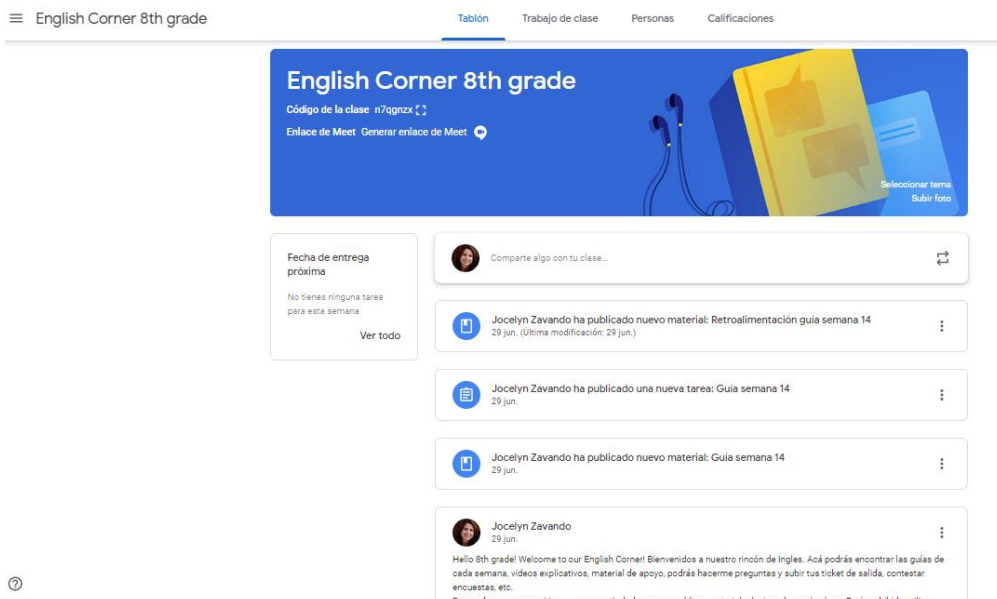 English Corner 8th grade
Tablón Trabajo de clase Personas Calificaciones
English Corner 8th grade
Código de la clase n7qgnzx
Enlace de Meet Generar enlace de Meet
Seleccionar tema
Subir foto
Fecha de entrega
próxima
No tienes ninguna tarea
para esta semana
Ver todo
Comparte algo con tu clase...
Jocelyn Zavando ha publicado nuevo material: Retroalimentación guía semana 14
29 jun. (Última modificación: 29 jun.)
Jocelyn Zavando ha publicado una nueva tarea: Guía semana 14
29 jun.
Jocelyn Zavando ha publicado nuevo material: Guia semana 14
29 jun.
Jocelyn Zavando
29 jun.
Hello 8th grade! Welcome to our English Corner! Bienvenidos a nuestro rincón de Ingles. Acá podrás encontrar las guías de
cada semana, videos explicativos, material de apoyo, podrás hacerme preguntas y subir tus ticket de salida, contestar
encuestas, etc.